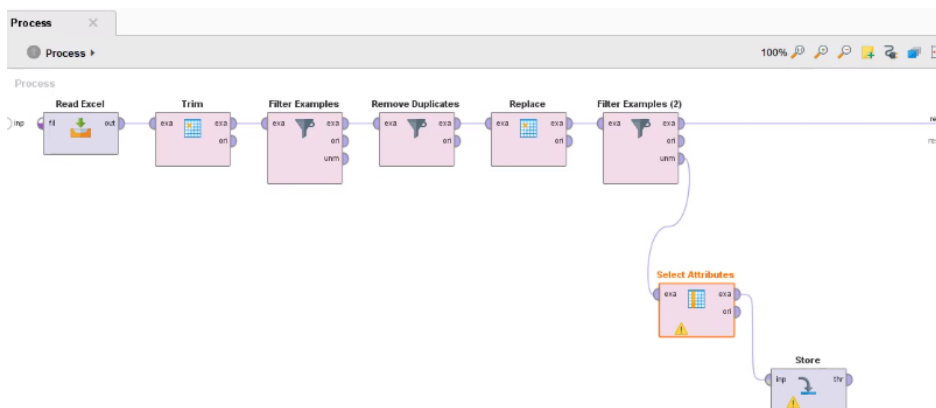 Process
Process
100%
Process
Read Excel
Trim
Filter Examples
Remove Duplicates
Replace
Filter Examples (2)
inp
fil
out
exa
exa
ori
exa
exa
ori
unm
exa
exa
ori
exa
exa
ori
exa
exa
ori
unm
re
res
Select Attributes
exa
exa
ori
Store
inp
thr